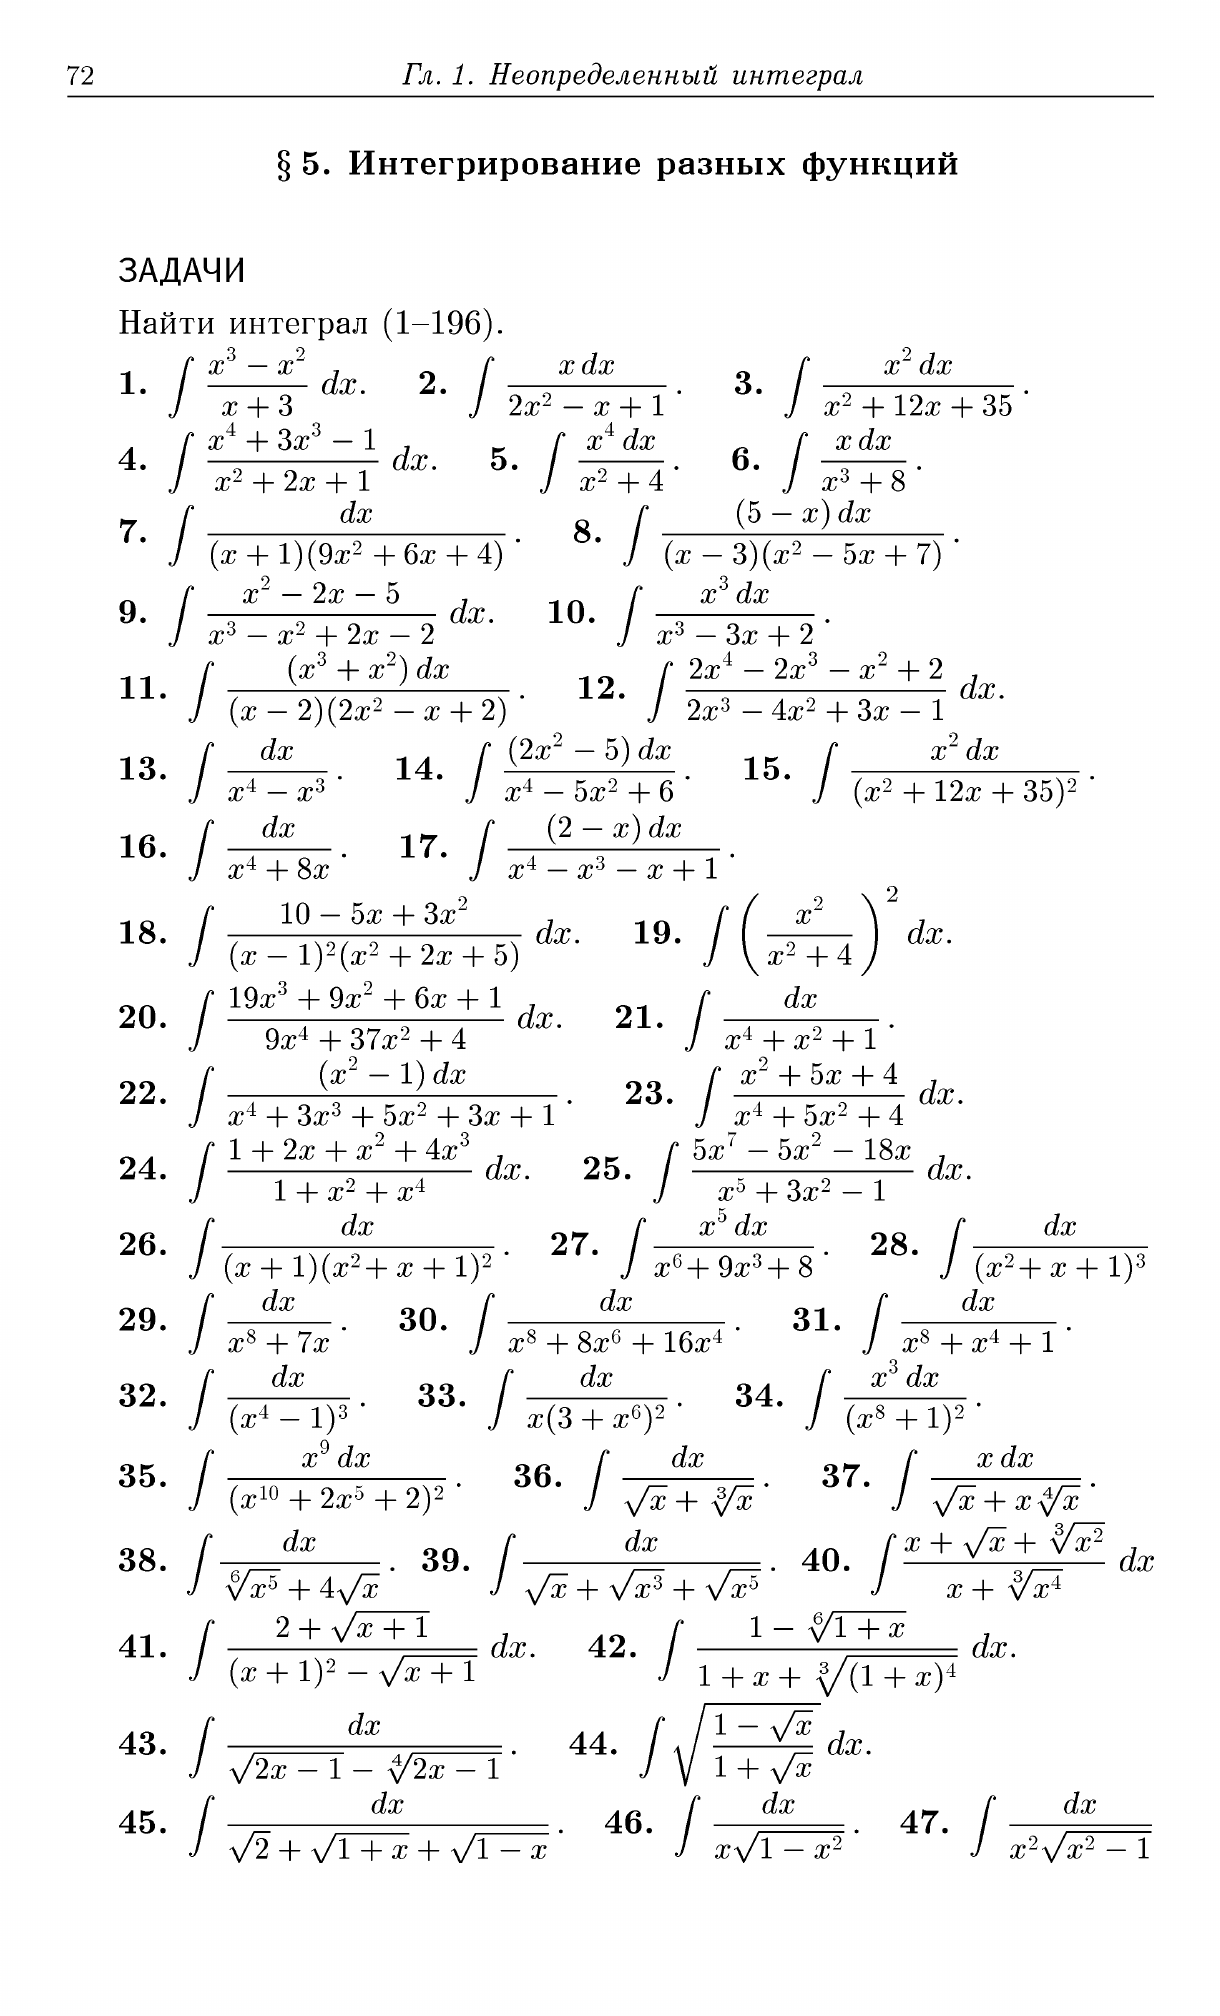 72 Гл. 1. Неопределенный интеграл
§ 5. Интегрирование разных функций
ЗАДАЧИ
Найти интеграл (1–196).
1. $\int \frac{x^3 - x^2}{x + 3} dx.$ 2. $\int \frac{x\,dx}{2x^2 - x + 1}.$ 3. $\int \frac{x^2\,dx}{x^2 + 12x + 35}.$
4. $\int \frac{x^4 + 3x^3 - 1}{x^2 + 2x + 1} dx.$ 5. $\int \frac{x^4\,dx}{x^2 + 4}.$ 6. $\int \frac{x\,dx}{x^3 + 8}.$
7. $\int \frac{dx}{(x + 1)(9x^2 + 6x + 4)}.$ 8. $\int \frac{(5 - x)\,dx}{(x - 3)(x^2 - 5x + 7)}.$
9. $\int \frac{x^2 - 2x - 5}{x^3 - x^2 + 2x - 2} dx.$ 10. $\int \frac{x^3\,dx}{x^3 - 3x + 2}.$
11. $\int \frac{(x^3 + x^2)\,dx}{(x - 2)(2x^2 - x + 2)}.$ 12. $\int \frac{2x^4 - 2x^3 - x^2 + 2}{2x^3 - 4x^2 + 3x - 1} dx.$
13. $\int \frac{dx}{x^4 - x^3}.$ 14. $\int \frac{(2x^2 - 5)\,dx}{x^4 - 5x^2 + 6}.$ 15. $\int \frac{x^2\,dx}{(x^2 + 12x + 35)^2}.$
16. $\int \frac{dx}{x^4 + 8x}.$ 17. $\int \frac{(2 - x)\,dx}{x^4 - x^3 - x + 1}.$
18. $\int \frac{10 - 5x + 3x^2}{(x - 1)^2(x^2 + 2x + 5)} dx.$ 19. $\int \left( \frac{x^2}{x^2 + 4} \right)^2 dx.$
20. $\int \frac{19x^3 + 9x^2 + 6x + 1}{9x^4 + 37x^2 + 4} dx.$ 21. $\int \frac{dx}{x^4 + x^2 + 1}.$
22. $\int \frac{(x^2 - 1)\,dx}{x^4 + 3x^3 + 5x^2 + 3x + 1}.$ 23. $\int \frac{x^2 + 5x + 4}{x^4 + 5x^2 + 4} dx.$
24. $\int \frac{1 + 2x + x^2 + 4x^3}{1 + x^2 + x^4} dx.$ 25. $\int \frac{5x^7 - 5x^2 - 18x}{x^5 + 3x^2 - 1} dx.$
26. $\int \frac{dx}{(x + 1)(x^2 + x + 1)^2}.$ 27. $\int \frac{x^5\,dx}{x^6 + 9x^3 + 8}.$ 28. $\int \frac{dx}{(x^2 + x + 1)^3}$
29. $\int \frac{dx}{x^8 + 7x}.$ 30. $\int \frac{dx}{x^8 + 8x^6 + 16x^4}.$ 31. $\int \frac{dx}{x^8 + x^4 + 1}.$
32. $\int \frac{dx}{(x^4 - 1)^3}.$ 33. $\int \frac{dx}{x(3 + x^6)^2}.$ 34. $\int \frac{x^3\,dx}{(x^8 + 1)^2}.$
35. $\int \frac{x^9\,dx}{(x^{10} + 2x^5 + 2)^2}.$ 36. $\int \frac{dx}{\sqrt{x} + \sqrt[3]{x}}.$ 37. $\int \frac{x\,dx}{\sqrt{x} + x\sqrt[4]{x}}.$
38. $\int \frac{dx}{\sqrt[6]{x^5} + 4\sqrt{x}}.$ 39. $\int \frac{dx}{\sqrt{x} + \sqrt{x^3} + \sqrt{x^5}}.$ 40. $\int \frac{x + \sqrt{x} + \sqrt[3]{x^2}}{x + \sqrt[3]{x^4}} dx$
41. $\int \frac{2 + \sqrt{x + 1}}{(x + 1)^2 - \sqrt{x + 1}} dx.$ 42. $\int \frac{1 - \sqrt[6]{1 + x}}{1 + x + \sqrt[3]{(1 + x)^4}} dx.$
43. $\int \frac{dx}{\sqrt{2x - 1} - \sqrt[4]{2x - 1}}.$ 44. $\int \sqrt{\frac{1 - \sqrt{x}}{1 + \sqrt{x}}} dx.$
45. $\int \frac{dx}{\sqrt{2} + \sqrt{1 + x} + \sqrt{1 - x}}.$ 46. $\int \frac{dx}{x\sqrt{1 - x^2}}.$ 47. $\int \frac{dx}{x^2\sqrt{x^2 - 1}}$